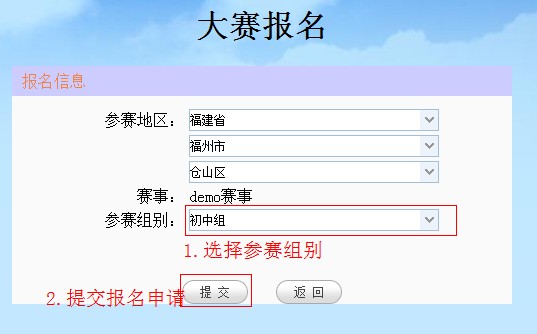 大赛报名
报名信息
参赛地区： 福建省
福州市
仓山区
赛事： demo赛事
参赛组别： 初中组
1.选择参赛组别
2.提交报名申请 提 交 返 回